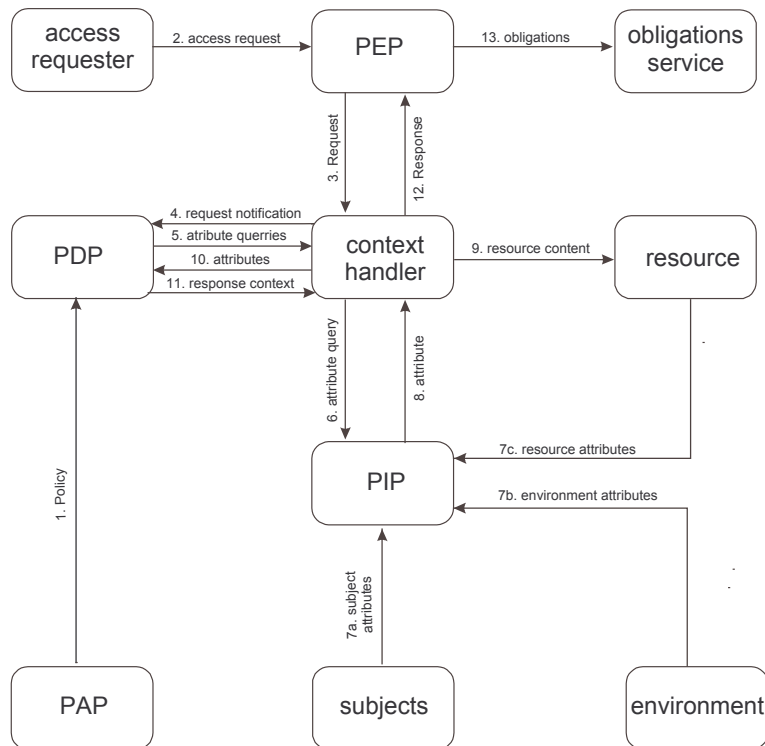 access
requester
2. access request
PEP
13. obligations
obligations
service
3. Request
12. Response
PDP
4. request notification
5. atribute querries
10. attributes
11. response context
context
handler
9. resource content
resource
6. attribute query
8. attribute
1. Policy
PIP
7c. resource attributes
7b. environment attributes
7a. subject
attributes
PAP
subjects
environment